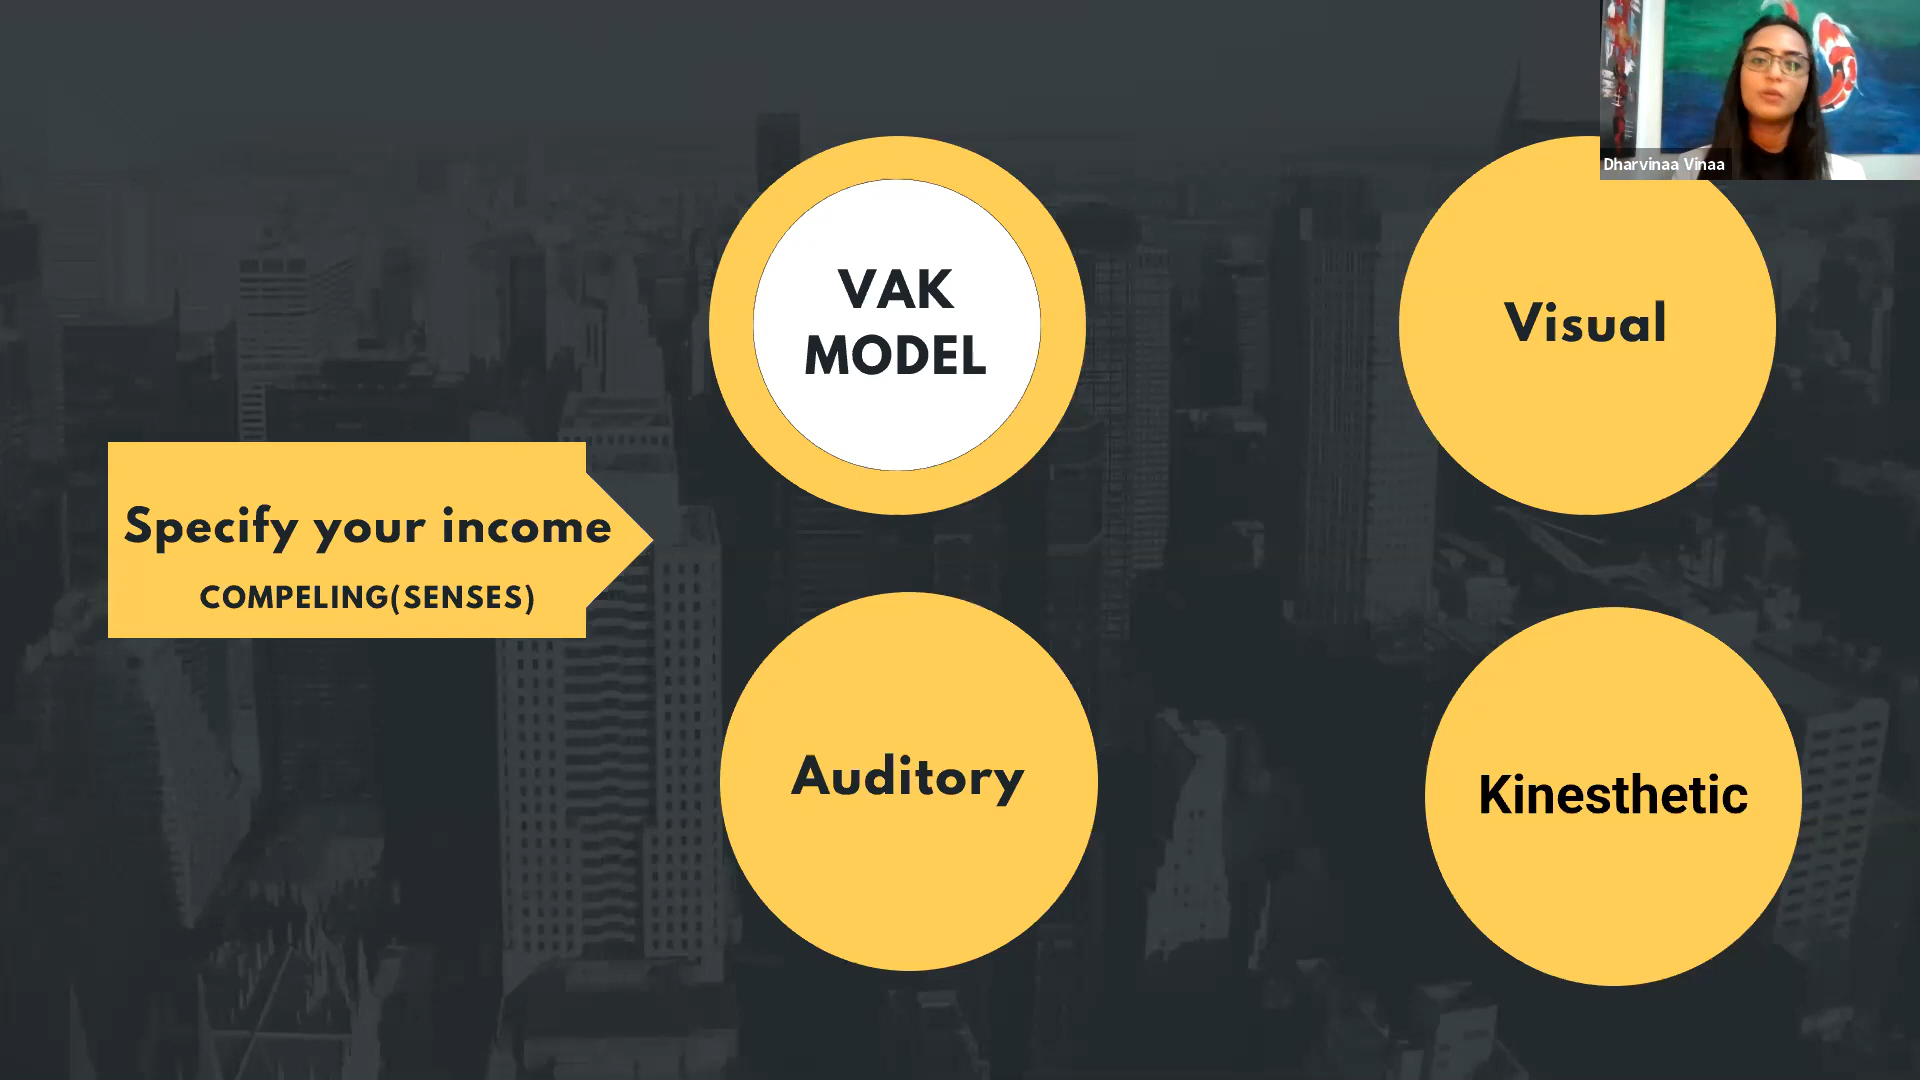 Dharvinaa Vinaa
VAK
MODEL
Visual
Specify your income
COMPELING(SENSES)
Auditory
Kinesthetic